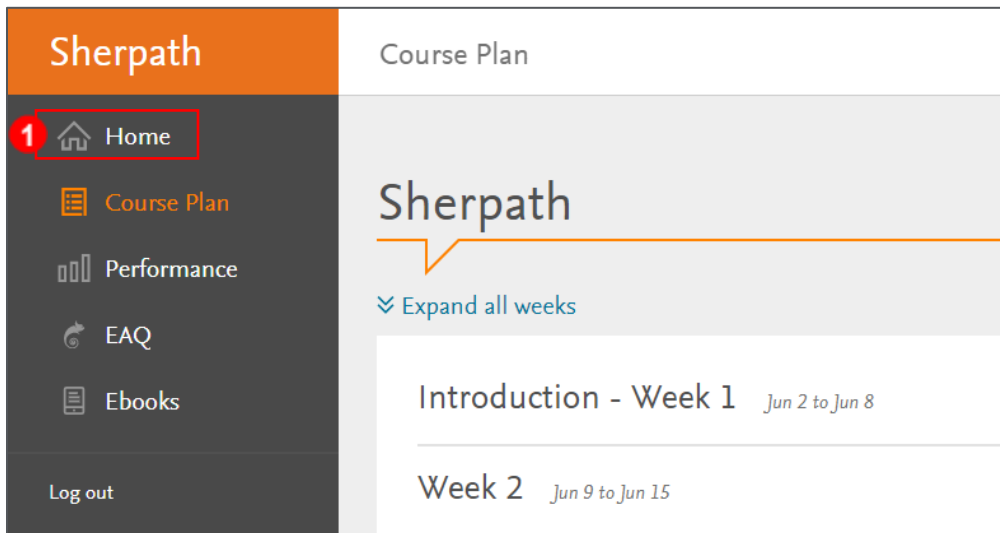 Sherpath
Course Plan
1
Home
Course Plan
Performance
EAQ
Ebooks
Log out
Sherpath
Expand all weeks
Introduction - Week 1 Jun 2 to Jun 8
Week 2 Jun 9 to Jun 15